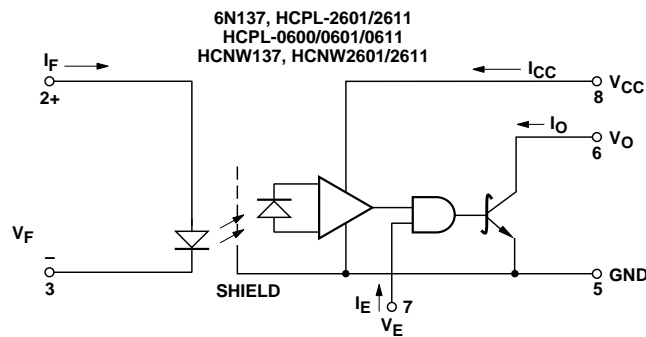 6N137, HCPL-2601/2611
HCPL-0600/0601/0611
HCNW137, HCNW2601/2611
IF
ICC
2+
8
VCC
IO
6
VO
VF
–
3
SHIELD
IE
7
VE
5
GND